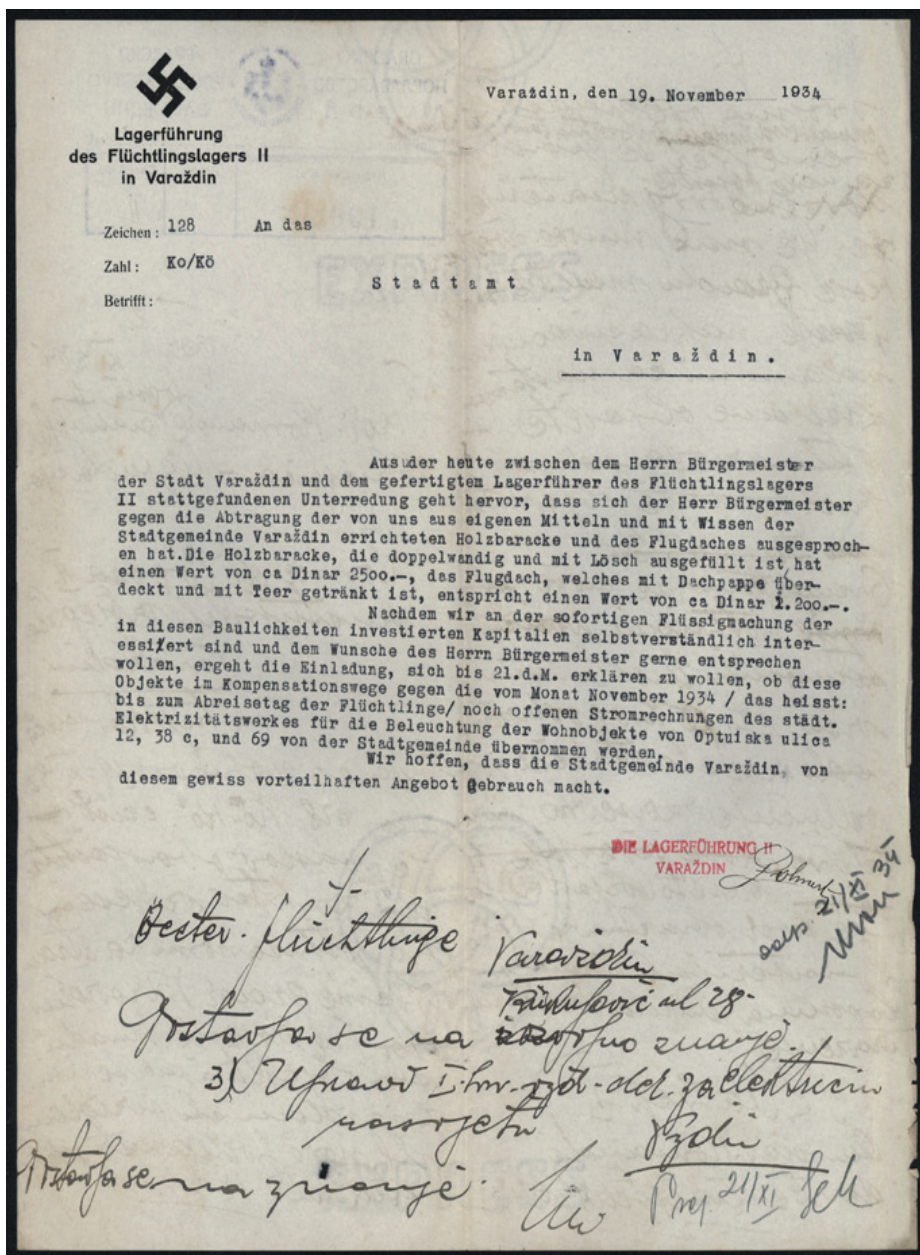 Lagerführung
des Flüchtlingslagers II
in Varaždin
Varaždin, den 19. November 1934
Zeichen: 128 An das
Zahl: Ko/Kö
Betrifft:
Stadtamt
in Varaždin.
Aus der heute zwischen dem Herrn Bürgermeister
der Stadt Varaždin und dem gefertigtem Lagerführer des Flüchtlingslagers
II stattgefundenen Unterredung geht hervor, dass sich der Herr Bürgermeister
gegen die Abtragung der von uns aus eigenen Mitteln und mit Wissen der
Stadtgemeinde Varaždin errichteten Holzbaracke und des Flugdaches ausgesproch-
en hat.Die Holzbaracke, die doppelwandig und mit Lösch ausgefüllt ist, hat
einen Wert von ca Dinar 2500.-, das Flugdach, welches mit Dachpappe über-
deckt und mit Teer getränkt ist, entspricht einen Wert von ca Dinar 1.200.-.
Nachdem wir an der sofortigen Flüssigmachung der
in diesen Baulichkeiten investierten Kapitalien selbstverständlich inter-
essiert sind und dem Wunsche des Herrn Bürgermeister gerne entsprechen
wollen, ergeht die Einladung, sich bis 21.d.M. erklären zu wollen, ob diese
Objekte im Kompensationswege gegen die vom Monat November 1934 / das heisst:
bis zum Abreisetag der Flüchtlinge/ noch offenen Stromrechnungen des städt.
Elektrizitätswerkes für die Beleuchtung der Wohnobjekte von Optuiska ulica
12, 38 c, und 69 von der Stadtgemeinde übernommen werden.
Wir hoffen, dass die Stadtgemeinde Varaždin, von
diesem gewiss vorteilhaften Angebot Gebrauch macht.
DIE LAGERFÜHRUNG II
VARAŽDIN
21/XI 34
Oester. Flüchtlinge
Varaždin
ul 28-
Dostavlja se na znanje.
3) Upravi
rasvjetu
Dostavlja se na znanje.
21/XI